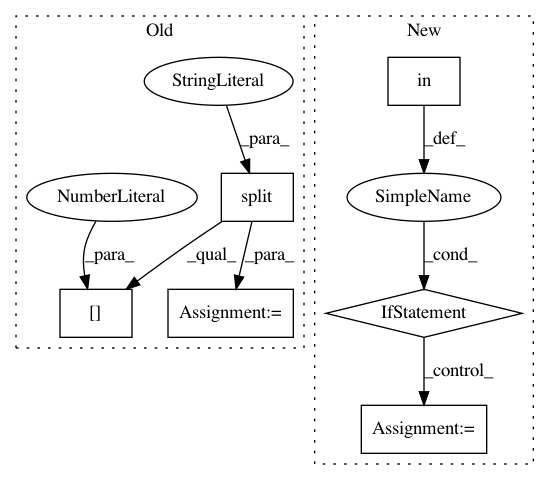 Old
New
StringLiteral
in
_para_
_def_
NumberLiteral
split
SimpleName
_para_
_qual_
_para_
_cond_
[]
Assignment:=
IfStatement
_control_
Assignment:=